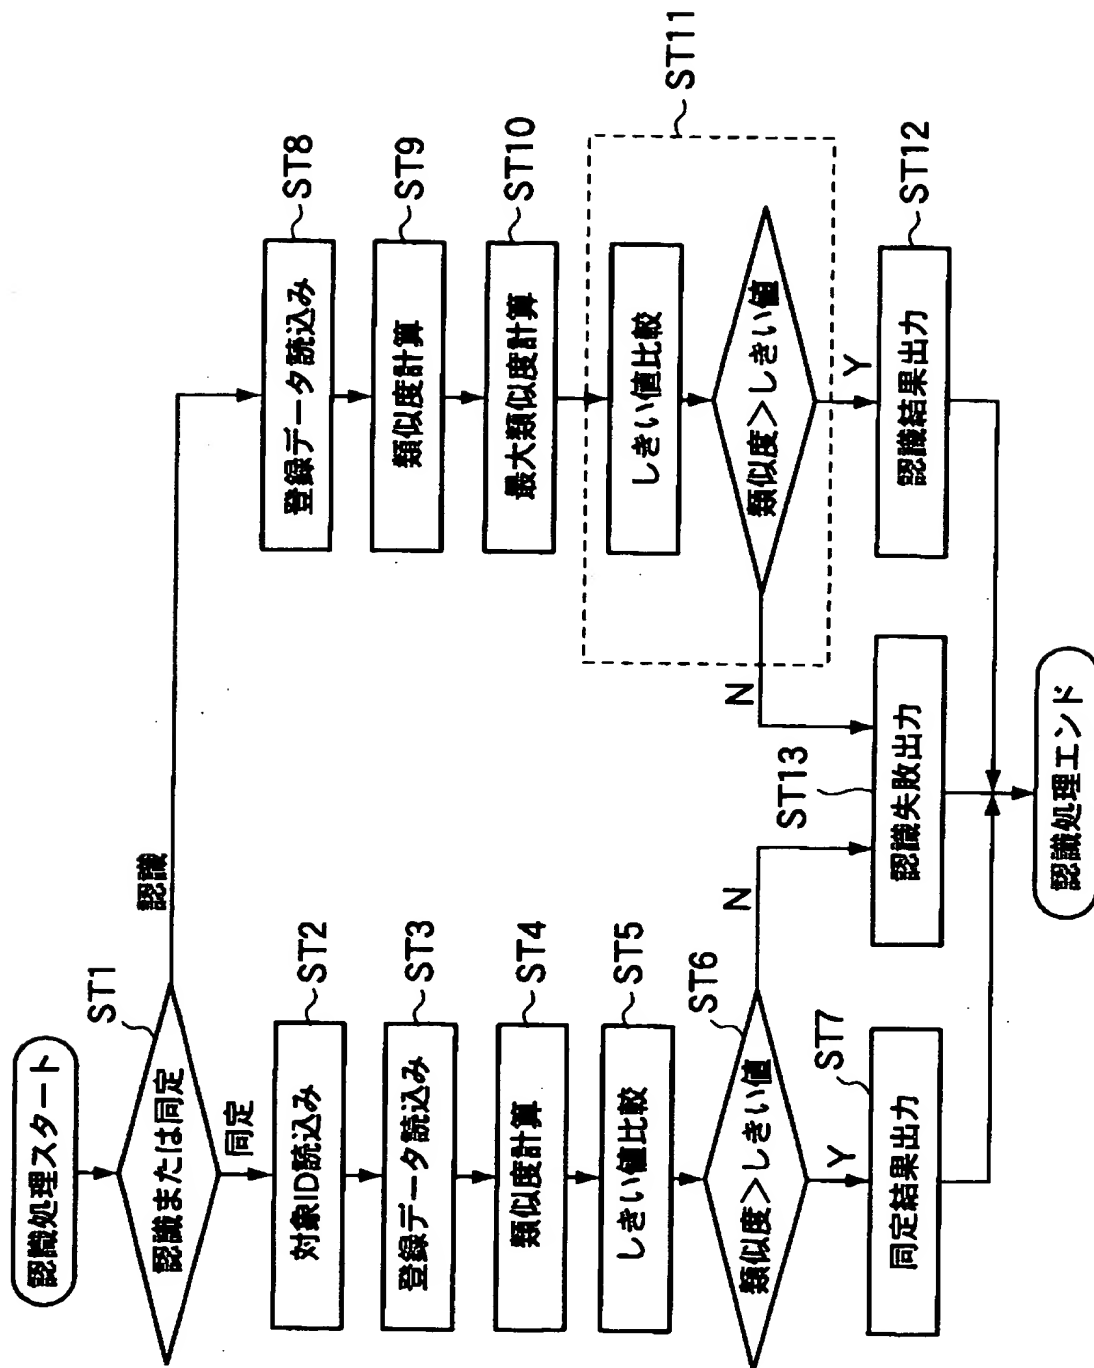 認識処理スタート
ST1
認識または同定
認識
同定
対象ID読込み
ST2
登録データ読込み
ST3
類似度計算
ST4
しきい値比較
ST5
類似度＞しきい値
ST6
N
Y
同定結果出力
ST7
登録データ読込み
ST8
類似度計算
ST9
最大類似度計算
ST10
しきい値比較
ST11
類似度＞しきい値
N
Y
認識結果出力
ST12
ST13
認識失敗出力
認識処理エンド